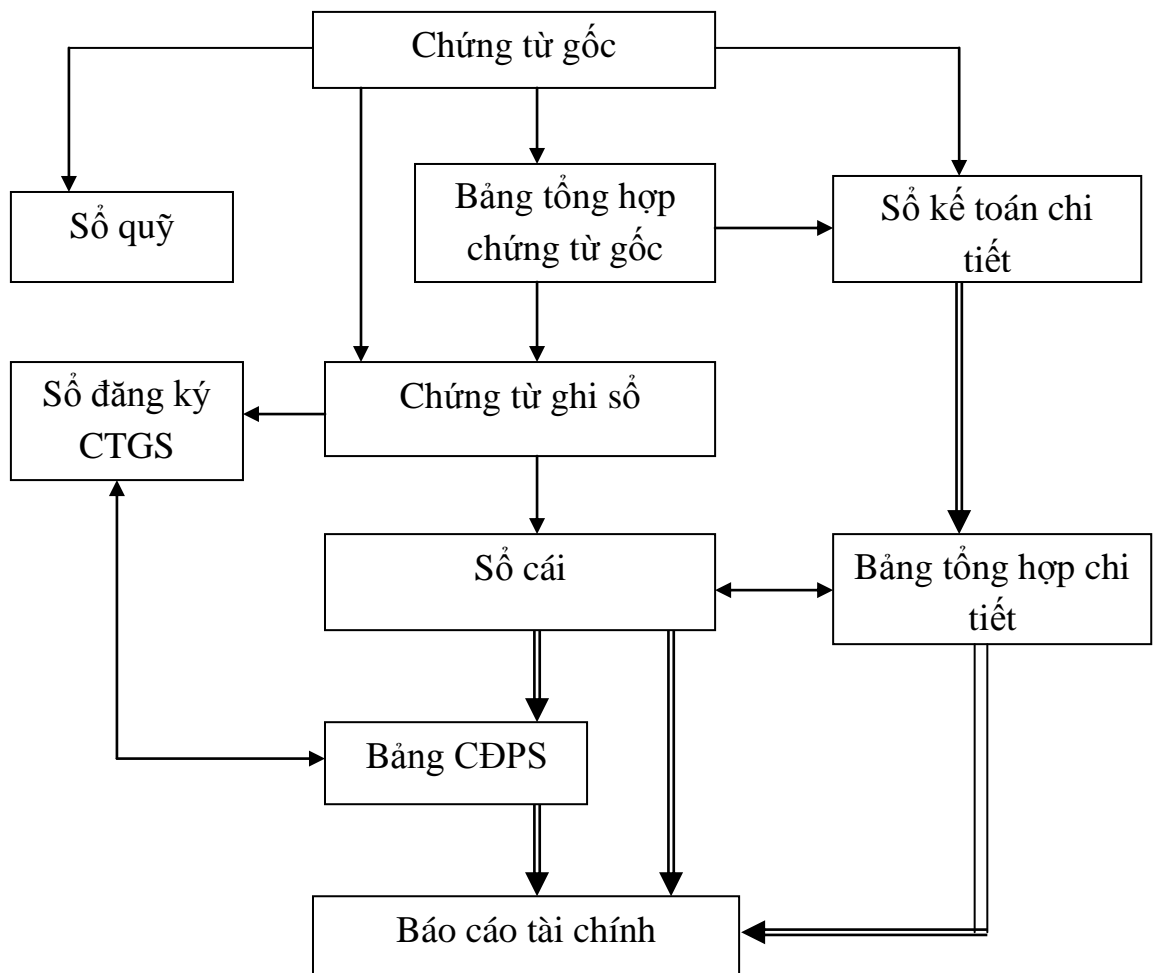 Chứng từ gốc
Sổ quỹ
Bảng tổng hợp
chứng từ gốc
Sổ kế toán chi
tiết
Sổ đăng ký
CTGS
Chứng từ ghi sổ
Sổ cái
Bảng tổng hợp chi
tiết
Bảng CĐPS
Báo cáo tài chính